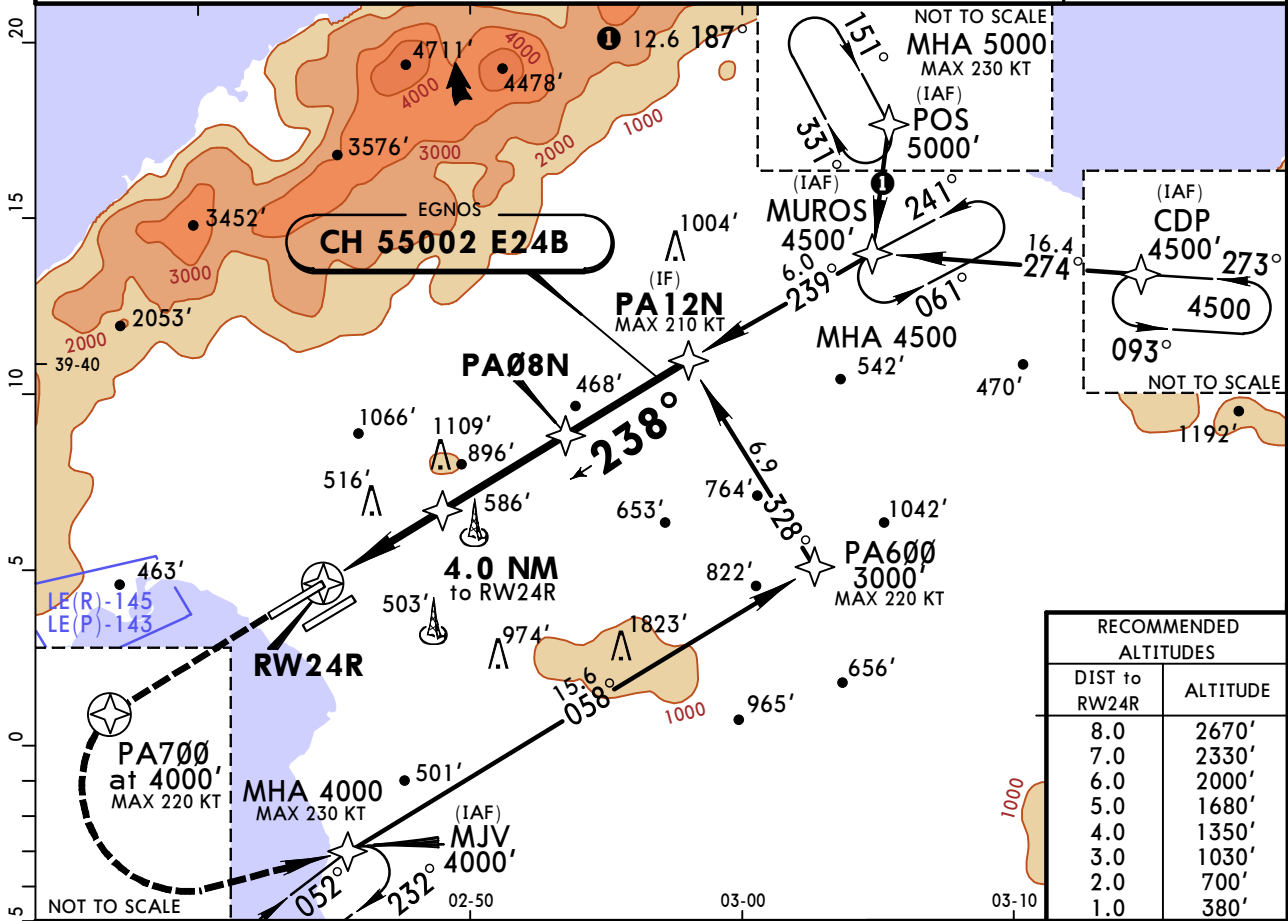 20
15
10
5
0
5
4711'
4000
4000
4478'
❶ 12.6 187°
1000
2000
3000
3576'
3452'
3000
2053'
2000
39-40
EGNOS
CH 55002 E24B
NOT TO SCALE
MHA 5000
MAX 230 KT
(IAF)
POS
5000'
151°
331°
❶
(IAF)
MUROS
4500'
241°
061°
MHA 4500
6.0
239°
16.4
274°
(IAF)
CDP
4500'
273°
4500
093°
NOT TO SCALE
1004'
(IF)
PA12N
MAX 210 KT
PAØ8N
468'
238°
542'
470'
1192'
1066'
1109'
896'
516'
586'
4.0 NM
to RW24R
653'
6.9
764'
328°
1042'
PA6ØØ
3000'
MAX 220 KT
822'
463'
LE(R)-145
LE(P)-143
503'
974'
1823'
RW24R
15.6
058°
1000
656'
965'
PA7ØØ
at 4000'
MAX 220 KT
MHA 4000
MAX 230 KT
501'
(IAF)
MJV
4000'
052°
232°
NOT TO SCALE
02-50
03-00
03-10
1000
RECOMMENDED
ALTITUDES
DIST to
RW24R
ALTITUDE
8.0 2670'
7.0 2330'
6.0 2000'
5.0 1680'
4.0 1350'
3.0 1030'
2.0 700'
1.0 380'